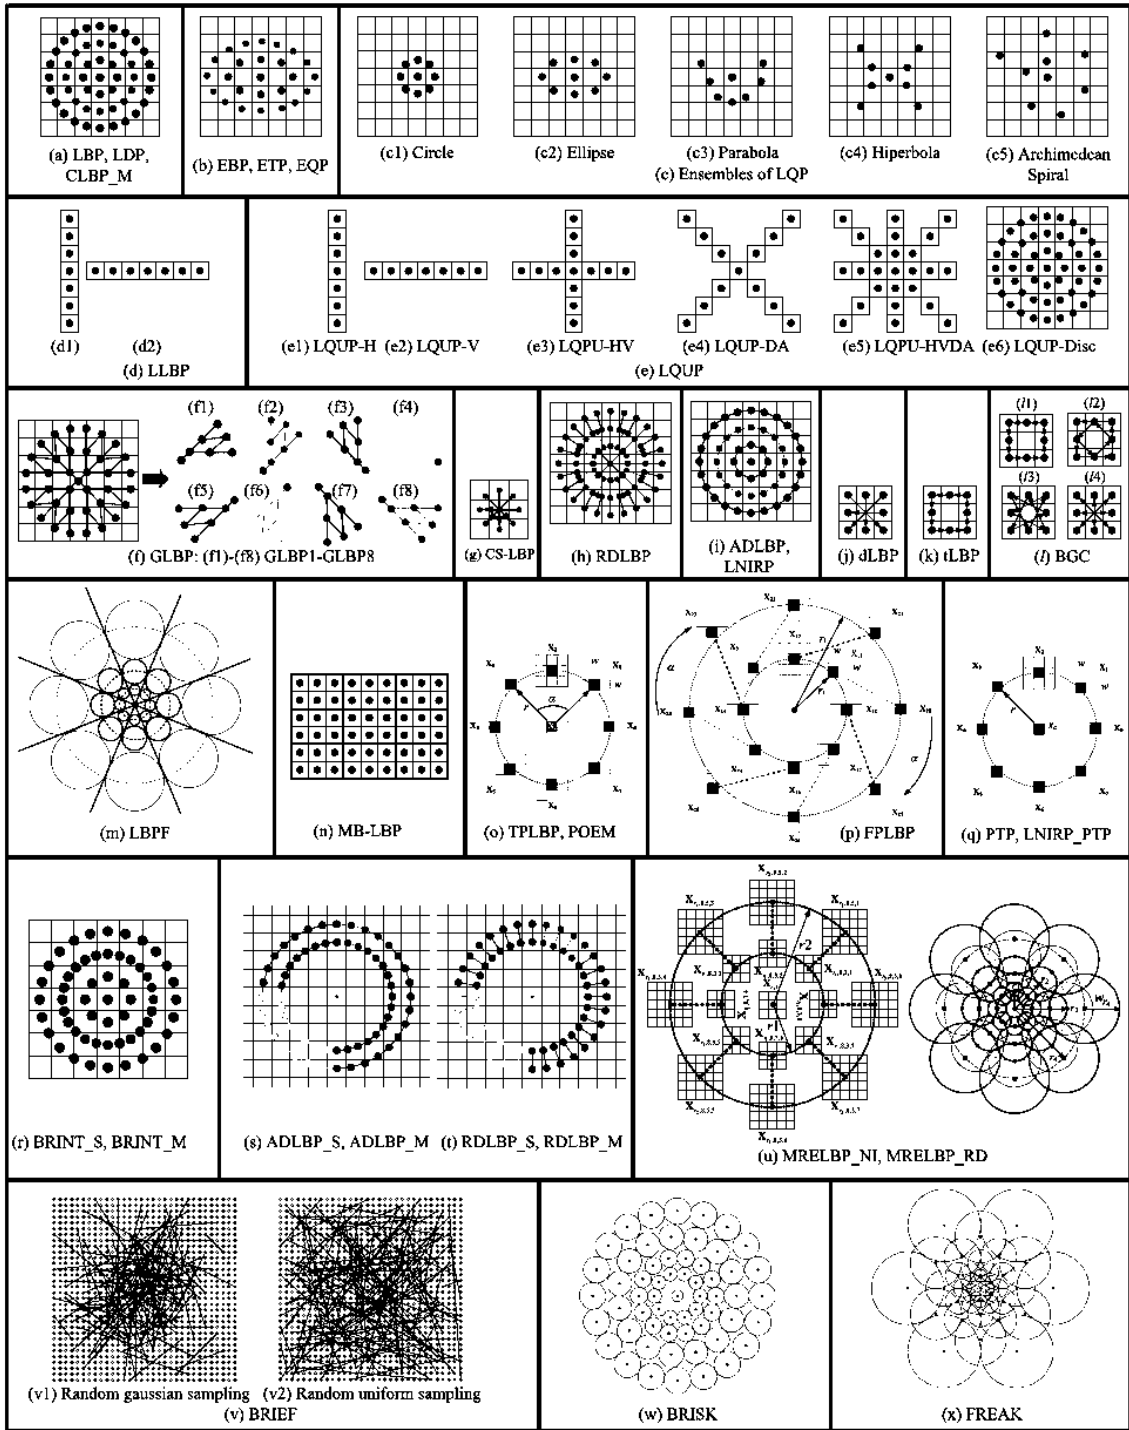 (a) LBP, LDP,
CLBP_M
(b) EBP, ETP, EQP
(c1) Circle
(c2) Ellipse
(c3) Parabola
(c4) Hiperbola
(c5) Archimedean
Spiral
(c) Ensembles of LQP
(d1)
(d2)
(d) LLBP
(e1) LQUP-H
(e2) LQUP-V
(e3) LQPU-HV
(e4) LQUP-DA
(e5) LQPU-HVDA
(e6) LQUP-Disc
(e) LQUP
(f1)
(f2)
(f3)
(f4)
(f5)
(f6)
(f7)
(f8)
(f) GLBP: (f1)-(f8) GLBP1-GLBP8
(g) CS-LBP
(h) RDLBP
(i) ADLBP,
LNIRP
(j) dLBP
(k) tLBP
(l1)
(l2)
(l3)
(l4)
(l) BGC
(m) LBPF
(n) MB-LBP
w
w
α
r
(o) TPLBP, POEM
α
w
w
α
(p) FPLBP
w
w
r
(q) PTP, LNIRP_PTP
(r) BRINT_S, BRINT_M
(s) ADLBP_S, ADLBP_M
(t) RDLBP_S, RDLBP_M
r2
r1
(u) MRELBP_NI, MRELBP_RD
(v1) Random gaussian sampling
(v2) Random uniform sampling
(v) BRIEF
(w) BRISK
(x) FREAK